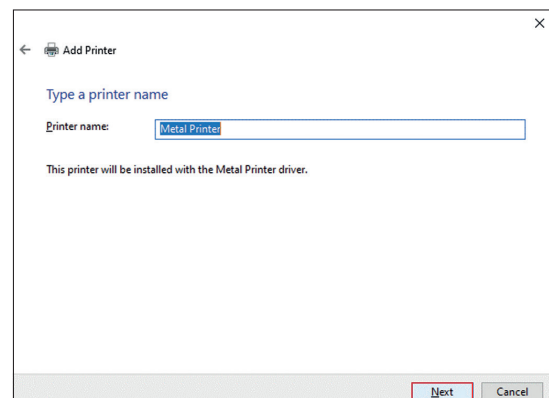 Add Printer
Type a printer name
Printer name: Metal Printer
This printer will be installed with the Metal Printer driver.
Next Cancel